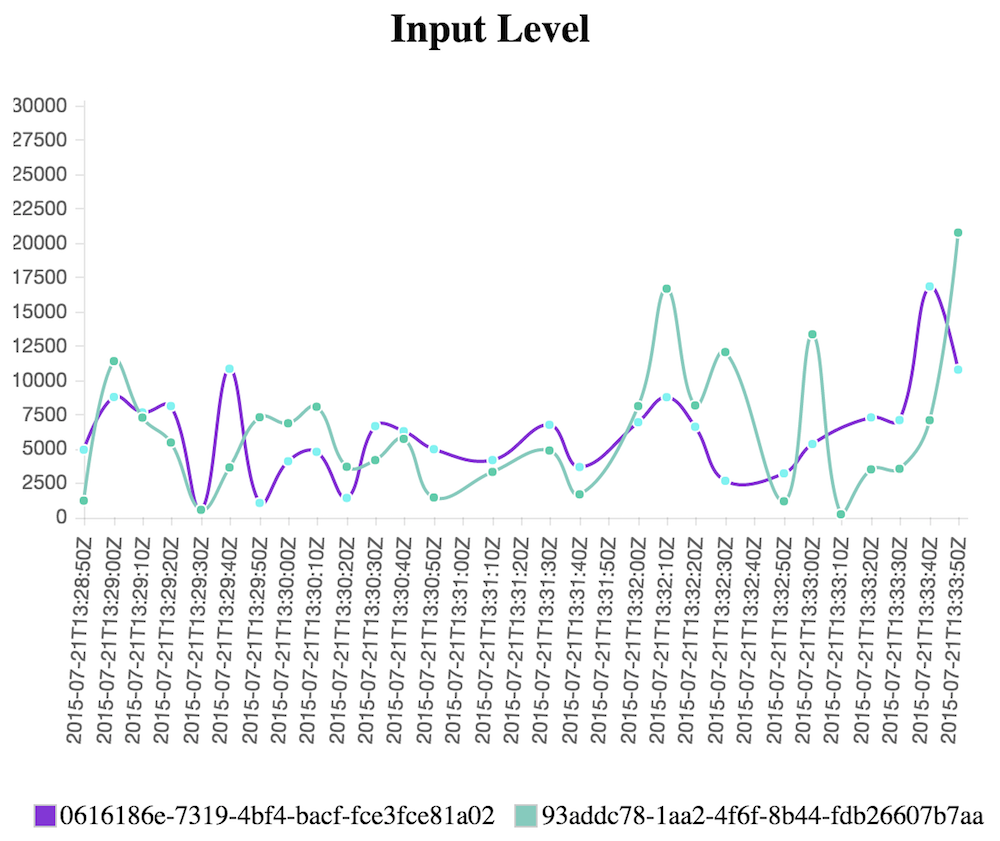 Input Level
30000
27500
25000
22500
20000
17500
15000
12500
10000
7500
5000
2500
0
2015-07-21T13:28:50Z
2015-07-21T13:29:00Z
2015-07-21T13:29:10Z
2015-07-21T13:29:20Z
2015-07-21T13:29:30Z
2015-07-21T13:29:40Z
2015-07-21T13:29:50Z
2015-07-21T13:30:00Z
2015-07-21T13:30:10Z
2015-07-21T13:30:20Z
2015-07-21T13:30:30Z
2015-07-21T13:30:40Z
2015-07-21T13:30:50Z
2015-07-21T13:31:00Z
2015-07-21T13:31:10Z
2015-07-21T13:31:20Z
2015-07-21T13:31:30Z
2015-07-21T13:31:40Z
2015-07-21T13:31:50Z
2015-07-21T13:32:00Z
2015-07-21T13:32:10Z
2015-07-21T13:32:20Z
2015-07-21T13:32:30Z
2015-07-21T13:32:40Z
2015-07-21T13:32:50Z
2015-07-21T13:33:00Z
2015-07-21T13:33:10Z
2015-07-21T13:33:20Z
2015-07-21T13:33:30Z
2015-07-21T13:33:40Z
2015-07-21T13:33:50Z
0616186e-7319-4bf4-bacf-fce3fce81a02 93addc78-1aa2-4f6f-8b44-fdb26607b7aa